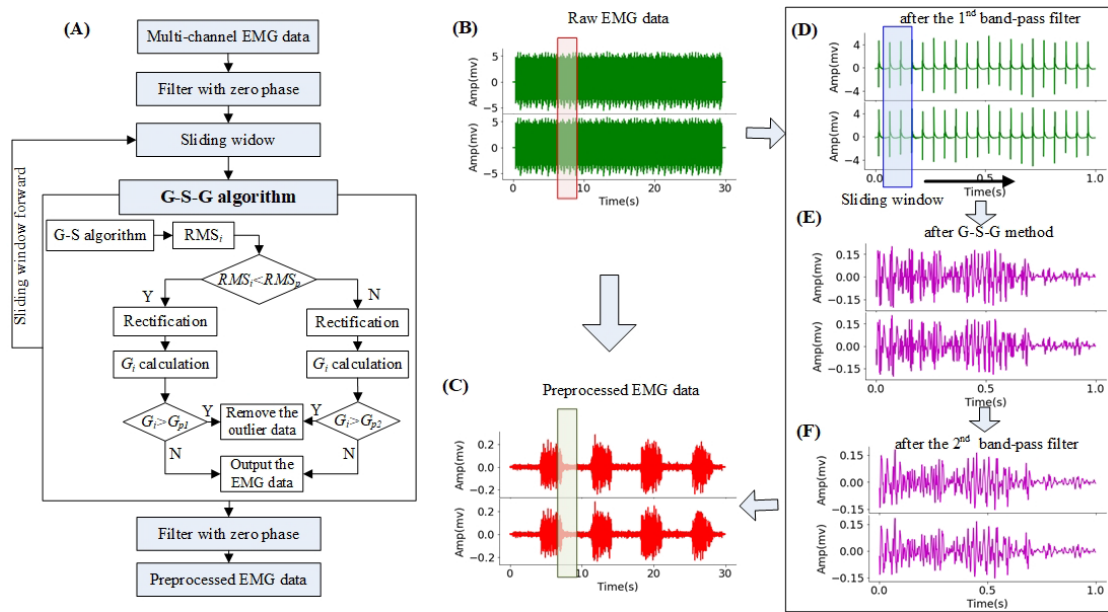 (A)
Multi-channel EMG data
Filter with zero phase
Sliding widow
Sliding window forward
G-S-G algorithm
G-S algorithm
RMSi
RMSi<RMSp
Y
N
Rectification
Rectification
Gi calculation
Gi calculation
Gi>Gp1
Y
Remove the
outlier data
Y
Gi>Gp2
N
N
Output the
EMG data
Filter with zero phase
Preprocessed EMG data
(B)
Raw EMG data
Amp(mv)
5
0
−5
Amp(mv)
5
0
−5
0
10
20
30
Time(s)
(C)
Preprocessed EMG data
Amp(mv)
0.2
0.0
−0.2
Amp(mv)
0.2
0.0
−0.2
0
10
20
30
Time(s)
(D)
after the 1nd band-pass filter
Amp(mv)
4
0
−4
Amp(mv)
4
0
−4
0.0
0.5
1.0
Time(s)
Sliding window
(E)
after G-S-G method
Amp(mv)
0.15
0.00
−0.15
Amp(mv)
0.15
0.00
−0.15
0.0
0.5
1.0
Time(s)
(F)
after the 2nd band-pass filter
Amp(mv)
0.15
0.00
−0.15
Amp(mv)
0.15
0.00
−0.15
0.0
0.5
1.0
Time(s)